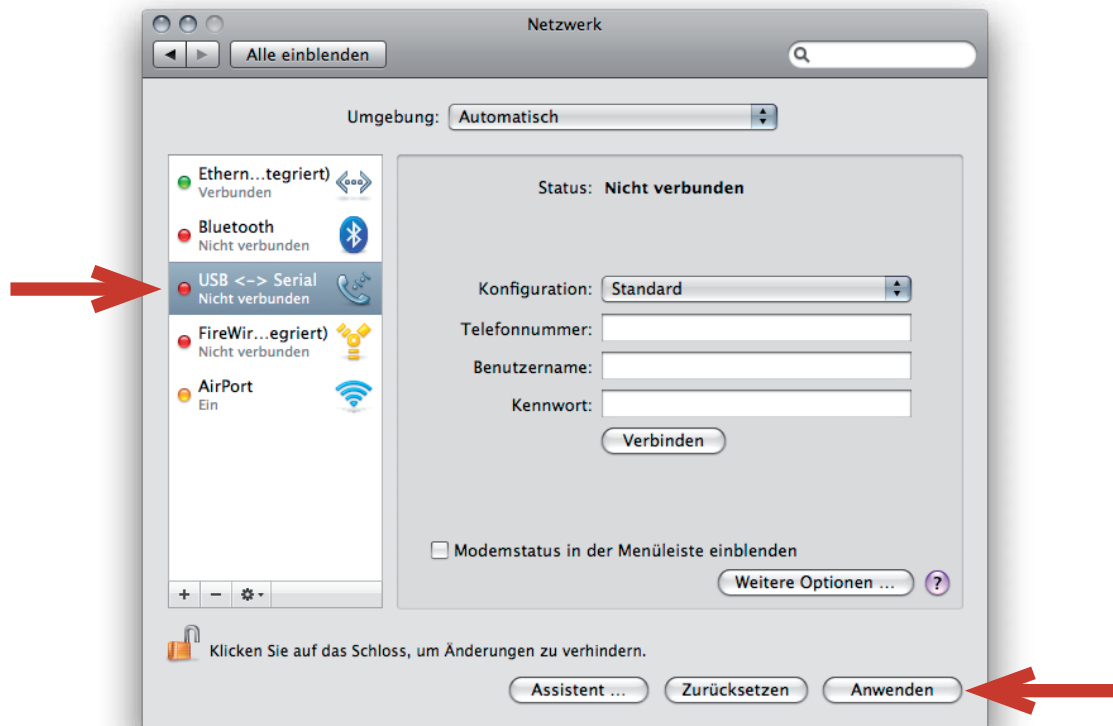 Netzwerk
Alle einblenden
Umgebung: Automatisch
Ethern...tegriert)
Verbunden
Bluetooth
Nicht verbunden
USB <-> Serial
Nicht verbunden
FireWir...egriert)
Nicht verbunden
AirPort
Ein
Status: Nicht verbunden
Konfiguration: Standard
Telefonnummer:
Benutzername:
Kennwort:
Verbinden
Modemstatus in der Menüleiste einblenden
Weitere Optionen ... ?
+ −
Klicken Sie auf das Schloss, um Änderungen zu verhindern.
Assistent ... Zurücksetzen Anwenden